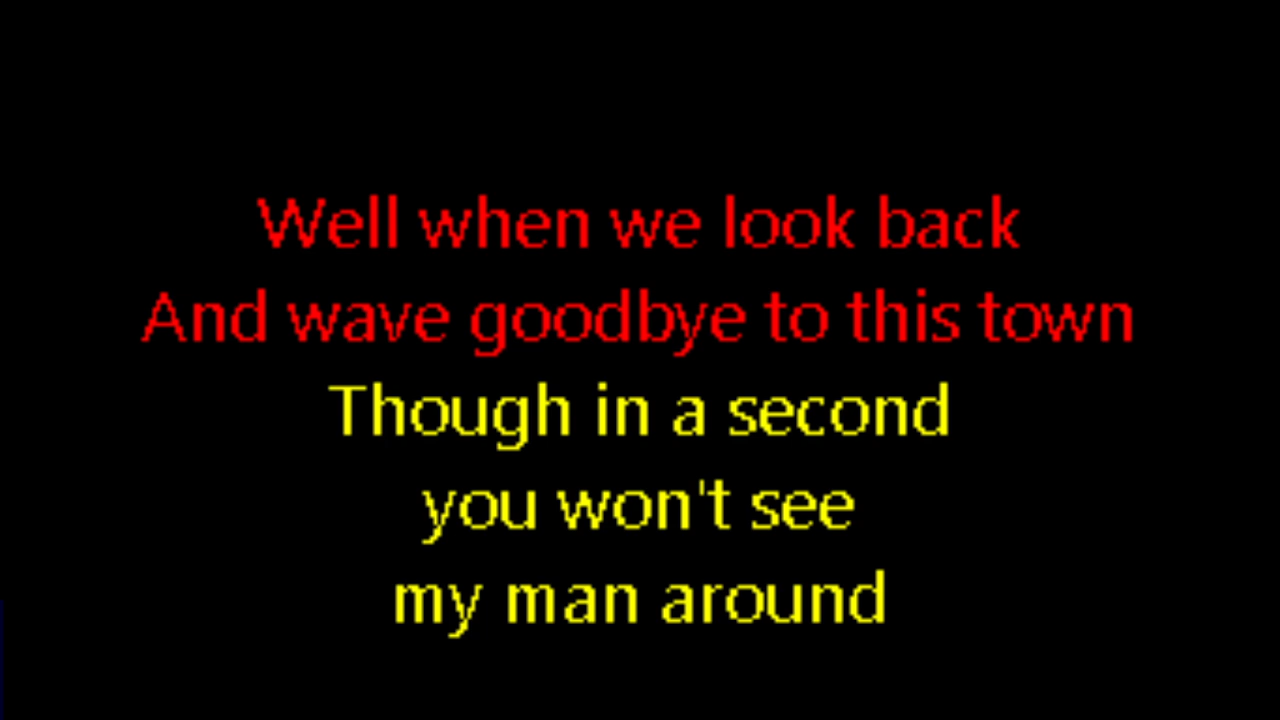 Well when we look back
And wave goodbye to this town
Though in a second
you won't see
my man around